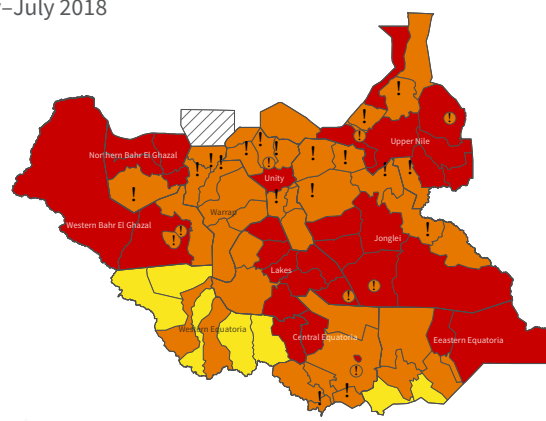 –July 2018
Upper Nile
Northern Bahr El Ghazal
Unity
Warrap
Western Bahr El Ghazal
Jonglei
Lakes
Western Equatoria
Central Equatoria
Eeastern Equatoria